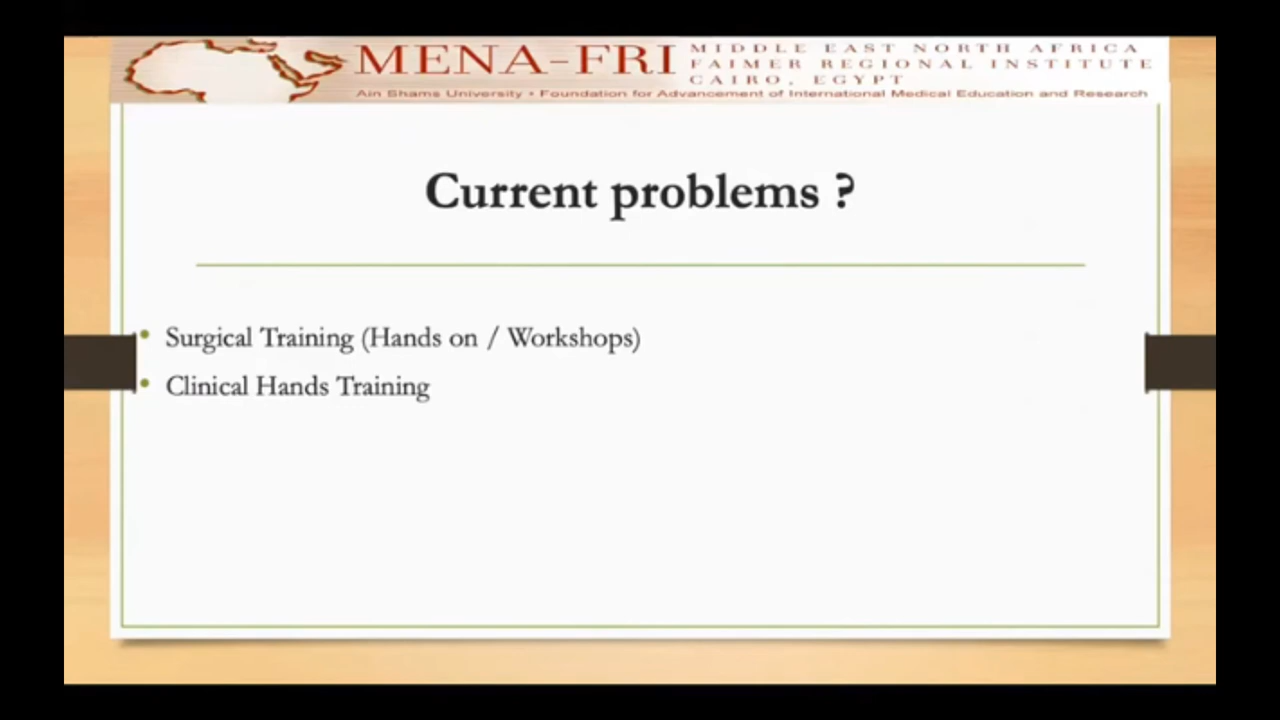 MENA-FRI
MIDDLE EAST NORTH AFRICA
FAIMER REGIONAL INSTITUTE
CAIRO, EGYPT
Ain Shams University • Foundation for Advancement of International Medical Education and Research
Current problems ?
• Surgical Training (Hands on / Workshops)
• Clinical Hands Training